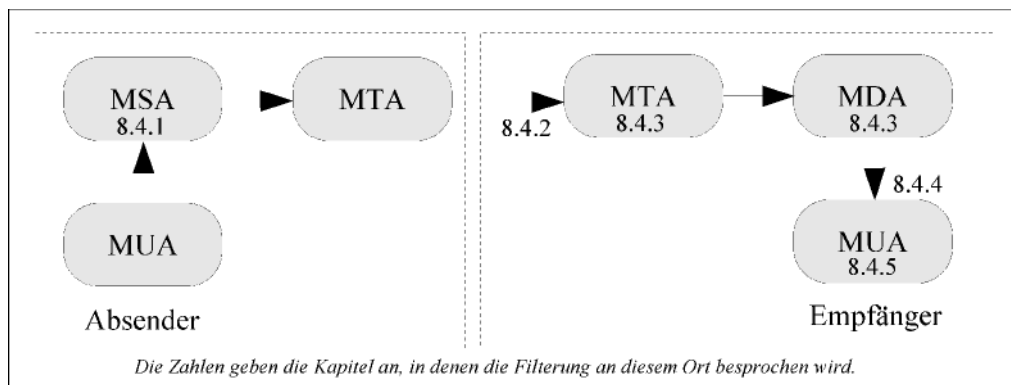 MSA
8.4.1
MTA
MUA
Absender
8.4.2
MTA
8.4.3
MDA
8.4.3
8.4.4
MUA
8.4.5
Empfänger
Die Zahlen geben die Kapitel an, in denen die Filterung an diesem Ort besprochen wird.